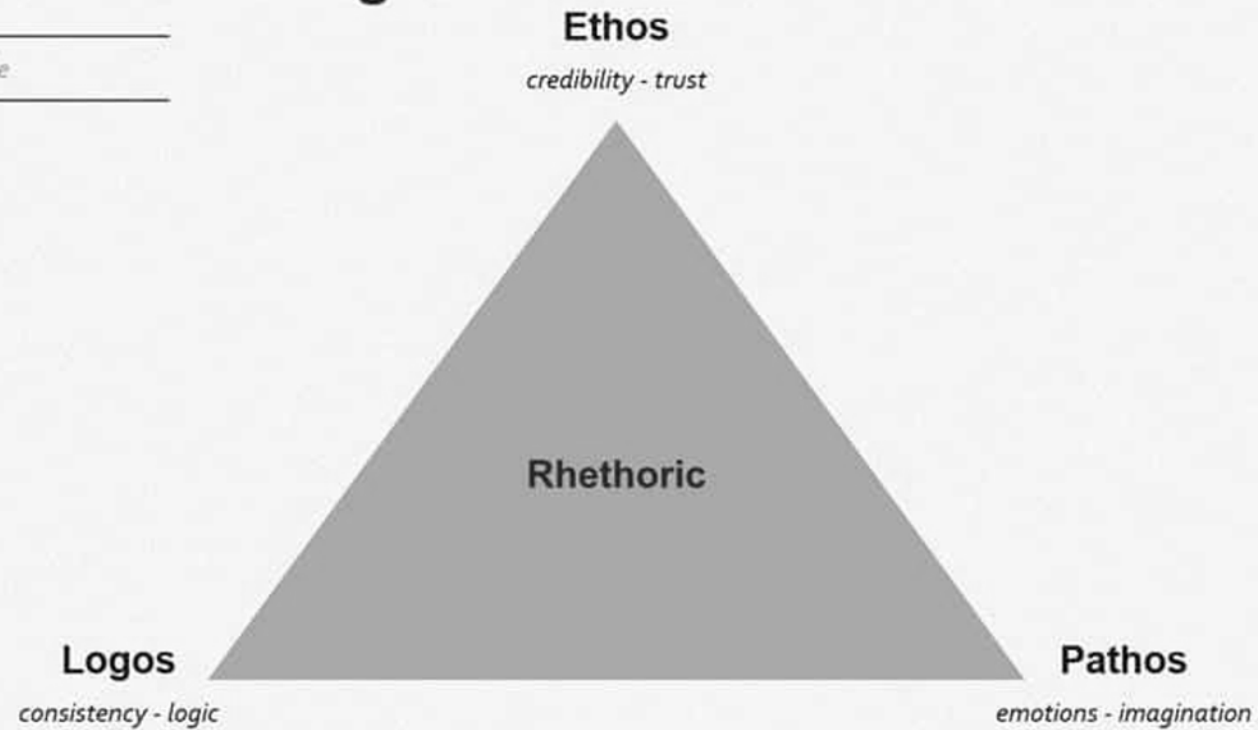 Ethos
credibility - trust
Rhethoric
Logos
consistency - logic
Pathos
emotions - imagination